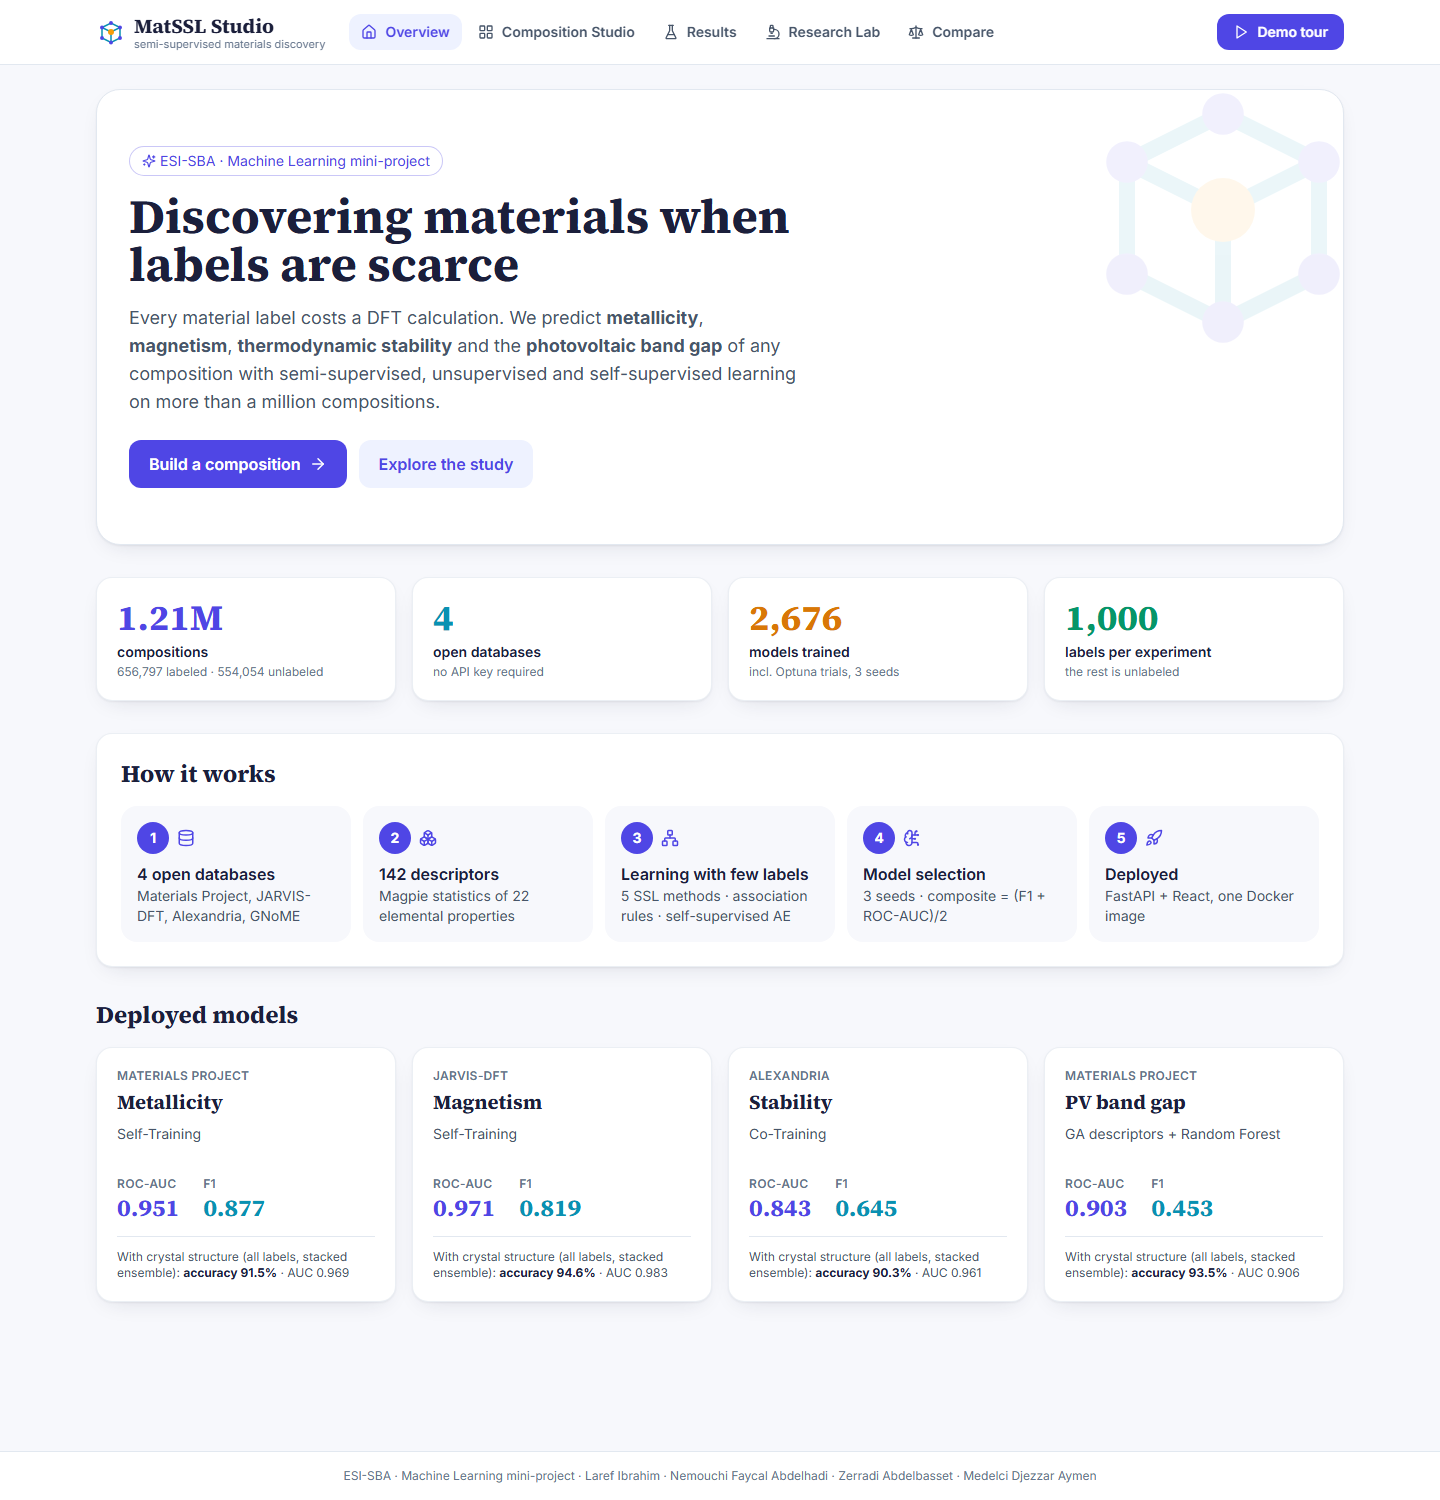 MatSSL Studio
semi-supervised materials discovery
Overview
Composition Studio
Results
Research Lab
Compare
Demo tour
ESI-SBA · Machine Learning mini-project
Discovering materials when
labels are scarce
Every material label costs a DFT calculation. We predict metallicity,
magnetism, thermodynamic stability and the photovoltaic band gap of any
composition with semi-supervised, unsupervised and self-supervised learning
on more than a million compositions.
Build a composition
Explore the study
1.21M
compositions
656,797 labeled · 554,054 unlabeled
4
open databases
no API key required
2,676
models trained
incl. Optuna trials, 3 seeds
1,000
labels per experiment
the rest is unlabeled
How it works
1
4 open databases
Materials Project, JARVIS-
DFT, Alexandria, GNoME
2
142 descriptors
Magpie statistics of 22
elemental properties
3
Learning with few labels
5 SSL methods · association
rules · self-supervised AE
4
Model selection
3 seeds · composite = (F1 +
ROC-AUC)/2
5
Deployed
FastAPI + React, one Docker
image
Deployed models
MATERIALS PROJECT
Metallicity
Self-Training
ROC-AUC F1
0.951 0.877
With crystal structure (all labels, stacked
ensemble): accuracy 91.5% · AUC 0.969
JARVIS-DFT
Magnetism
Self-Training
ROC-AUC F1
0.971 0.819
With crystal structure (all labels, stacked
ensemble): accuracy 94.6% · AUC 0.983
ALEXANDRIA
Stability
Co-Training
ROC-AUC F1
0.843 0.645
With crystal structure (all labels, stacked
ensemble): accuracy 90.3% · AUC 0.961
MATERIALS PROJECT
PV band gap
GA descriptors + Random Forest
ROC-AUC F1
0.903 0.453
With crystal structure (all labels, stacked
ensemble): accuracy 93.5% · AUC 0.906
ESI-SBA · Machine Learning mini-project · Laref Ibrahim · Nemouchi Faycal Abdelhadi · Zerradi Abdelbasset · Medelci Djezzar Aymen